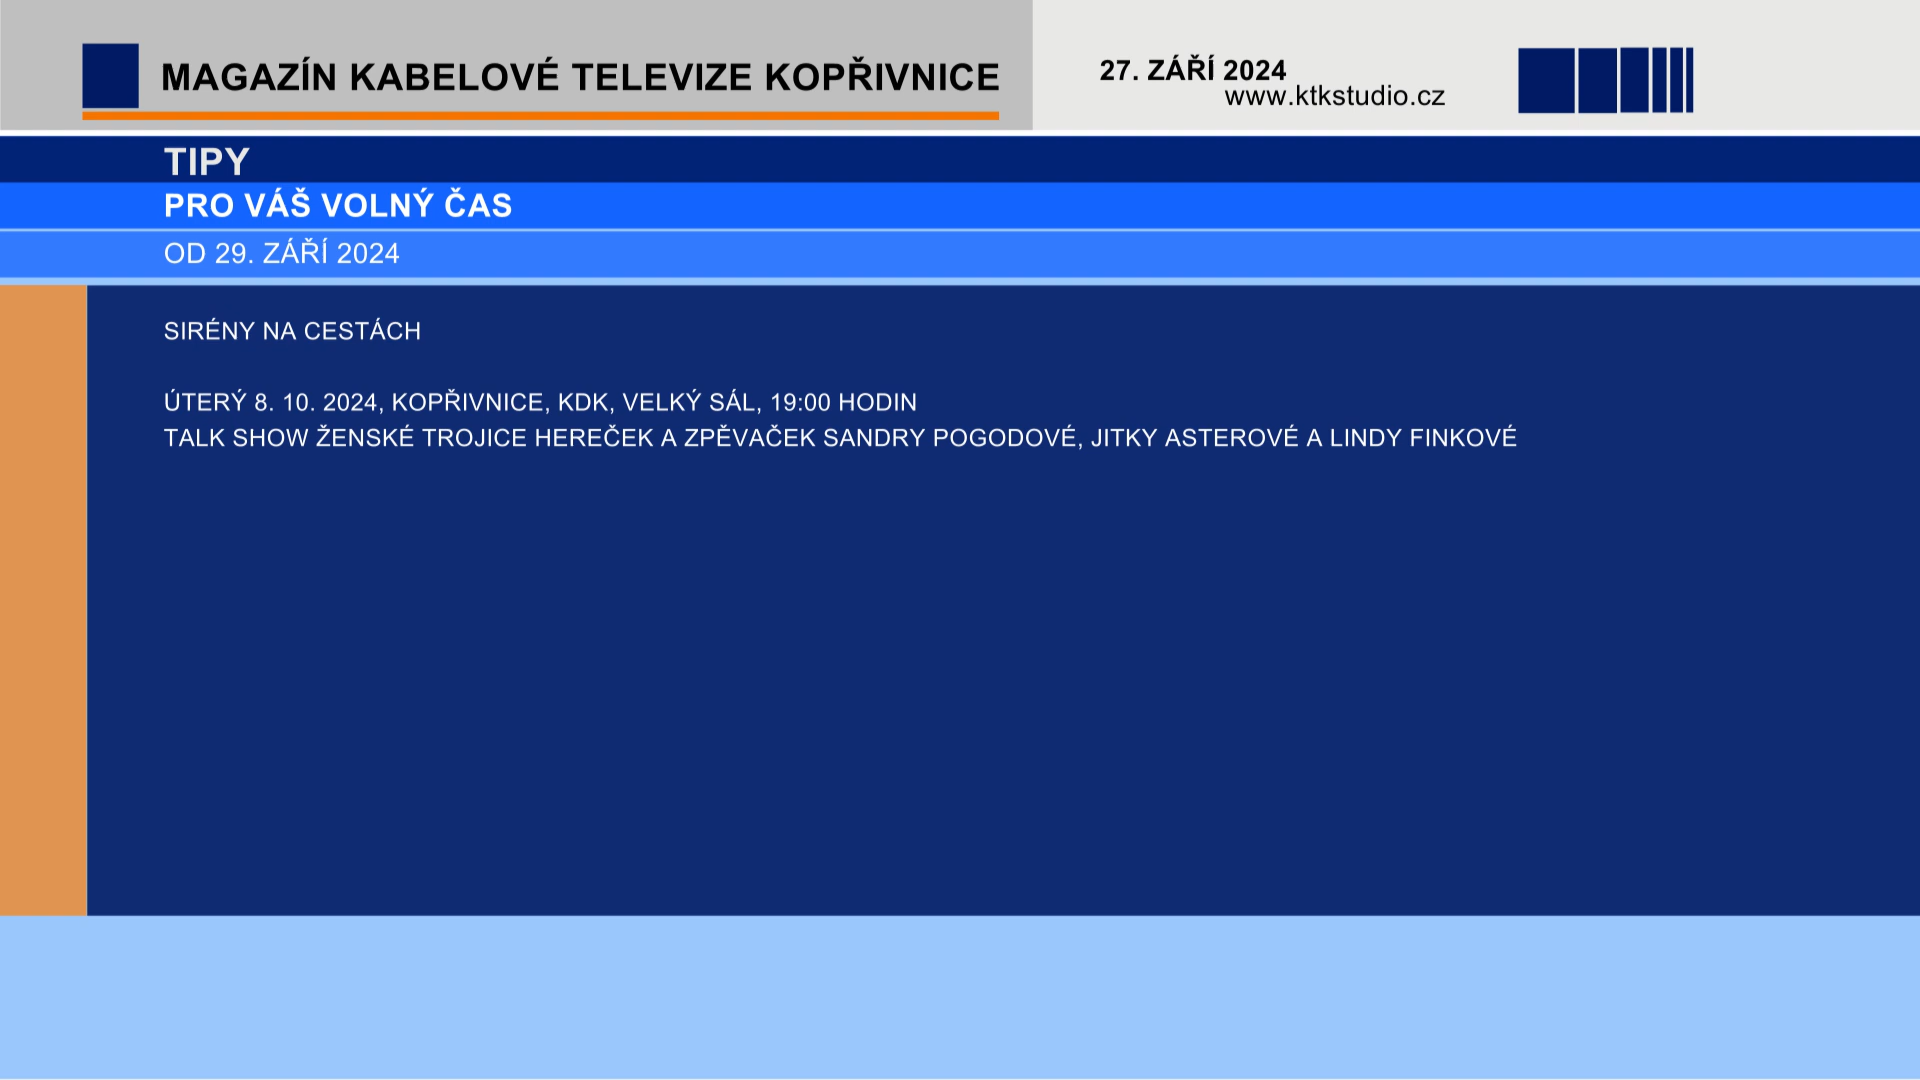 MAGAZÍN KABELOVÉ TELEVIZE KOPŘIVNICE
27. ZÁŘÍ 2024
www.ktkstudio.cz
TIPY
PRO VÁŠ VOLNÝ ČAS
OD 29. ZÁŘÍ 2024
SIRÉNY NA CESTÁCH
ÚTERÝ 8. 10. 2024, KOPŘIVNICE, KDK, VELKÝ SÁL, 19:00 HODIN
TALK SHOW ŽENSKÉ TROJICE HEREČEK A ZPĚVAČEK SANDRY POGODOVÉ, JITKY ASTEROVÉ A LINDY FINKOVÉ